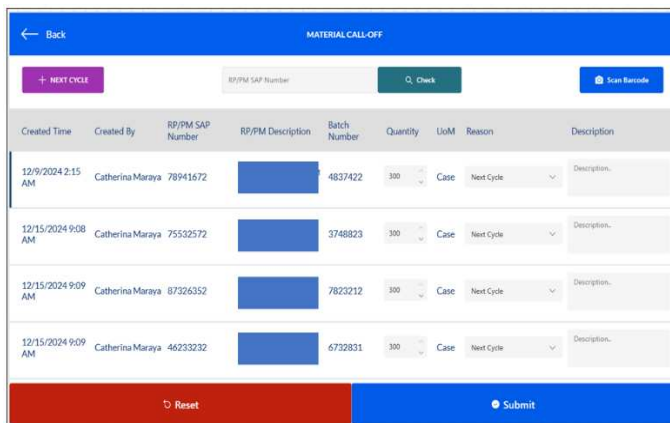 ← Back
MATERIAL CALL-OFF
+ NEXT CYCLE
RP/PM SAP Number
Check
Scan Barcode
Created Time Created By RP/PM SAP Number RP/PM Description Batch Number Quantity UoM Reason Description
12/9/2024 2:15 AM Catherina Maraya 78941672 4837422 300 Case Next Cycle Description..
12/15/2024 9:08 AM Catherina Maraya 75532572 3748823 300 Case Next Cycle Description..
12/15/2024 9:09 AM Catherina Maraya 87326352 7823212 300 Case Next Cycle Description..
12/15/2024 9:09 AM Catherina Maraya 46233232 6732831 300 Case Next Cycle Description..
Reset
Submit